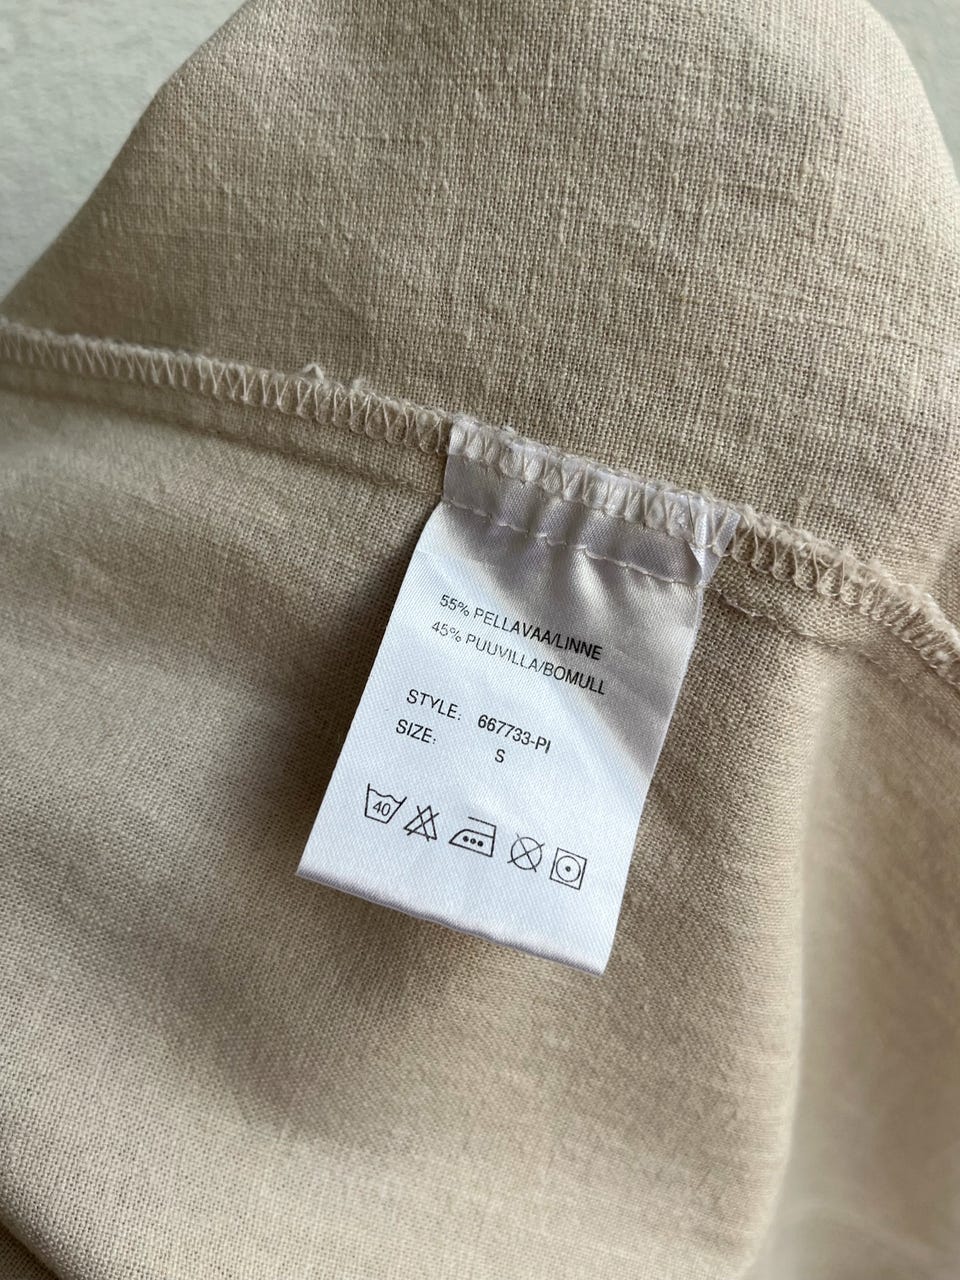 55% PELLAVAA/LINNE
45% PUUVILLA/BOMULL
STYLE: 667733-PI
SIZE: S
40